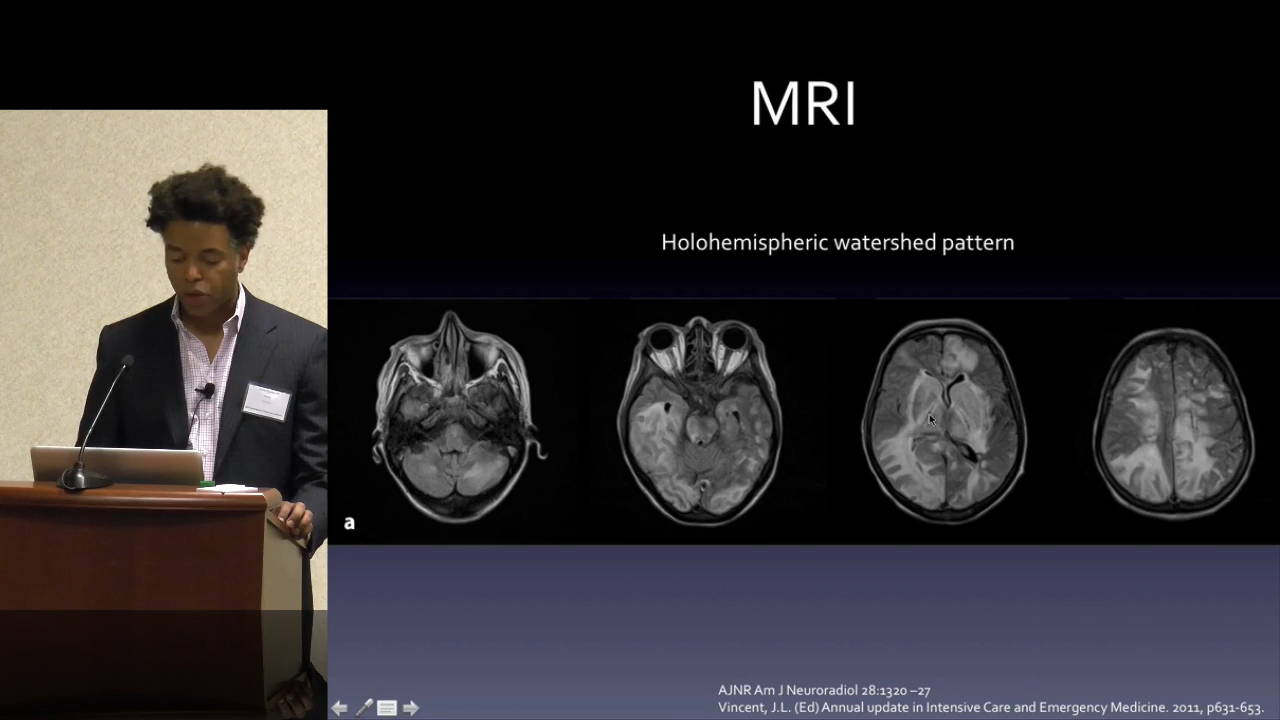 MRI
Holohemispheric watershed pattern
a
AJNR Am J Neuroradiol 28:1320 –27
Vincent, J.L. (Ed) Annual update in Intensive Care and Emergency Medicine. 2011, p631-653.